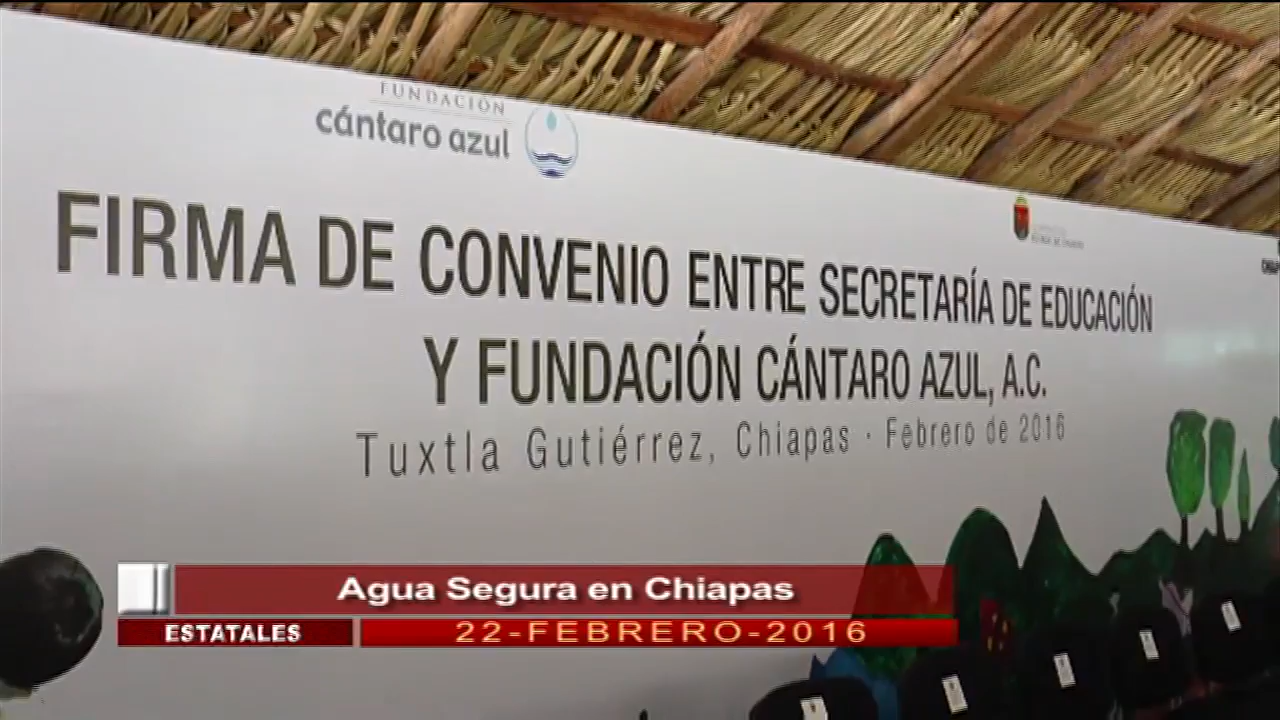 FUNDACIÓN
cántaro azul
FIRMA DE CONVENIO ENTRE SECRETARÍA DE EDUCACIÓN
Y FUNDACIÓN CÁNTARO AZUL, A.C.
Tuxtla Gutiérrez, Chiapas · Febrero de 2016
Agua Segura en Chiapas
ESTATALES
22-FEBRERO-2016